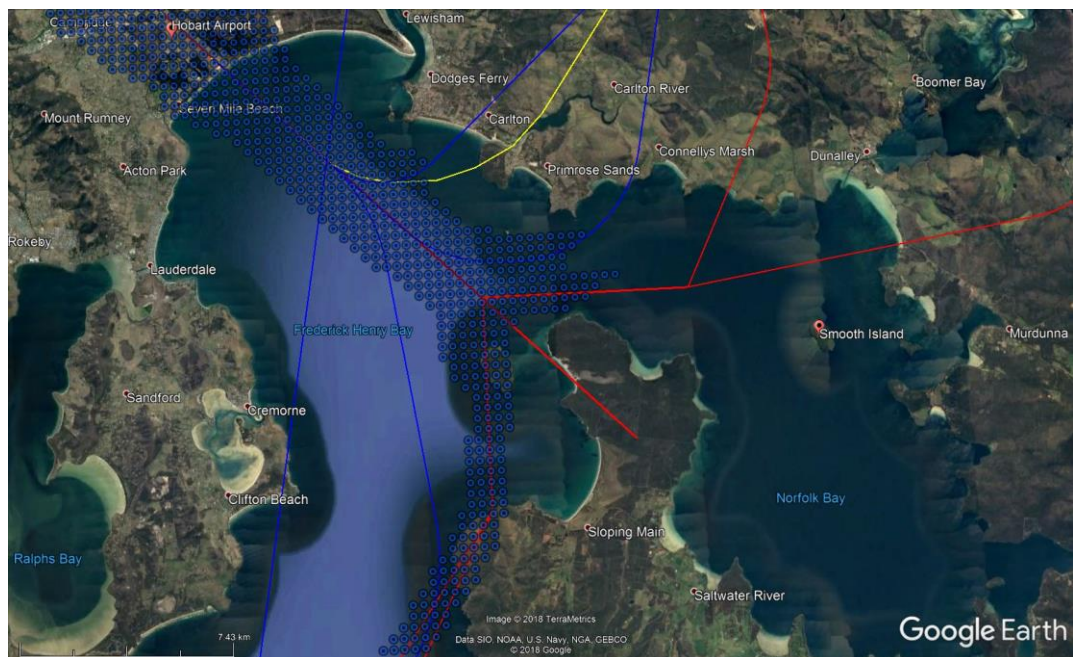 Lewisham
Cambridge
Hobart Airport
Dodges Ferry
Boomer Bay
Carlton River
Seven Mile Beach
Mount Rumney
Carlton
Connellys Marsh
Dunalley
Acton Park
Primrose Sands
Rokeby
Lauderdale
Frederick Henry Bay
Smooth Island
Murdunna
Sandford
Cremorne
Clifton Beach
Norfolk Bay
Sloping Main
Ralphs Bay
Saltwater River
7.43 km
Image © 2018 TerraMetrics
Data SIO, NOAA, U.S. Navy, NGA, GEBCO
© 2018 Google
Google Earth